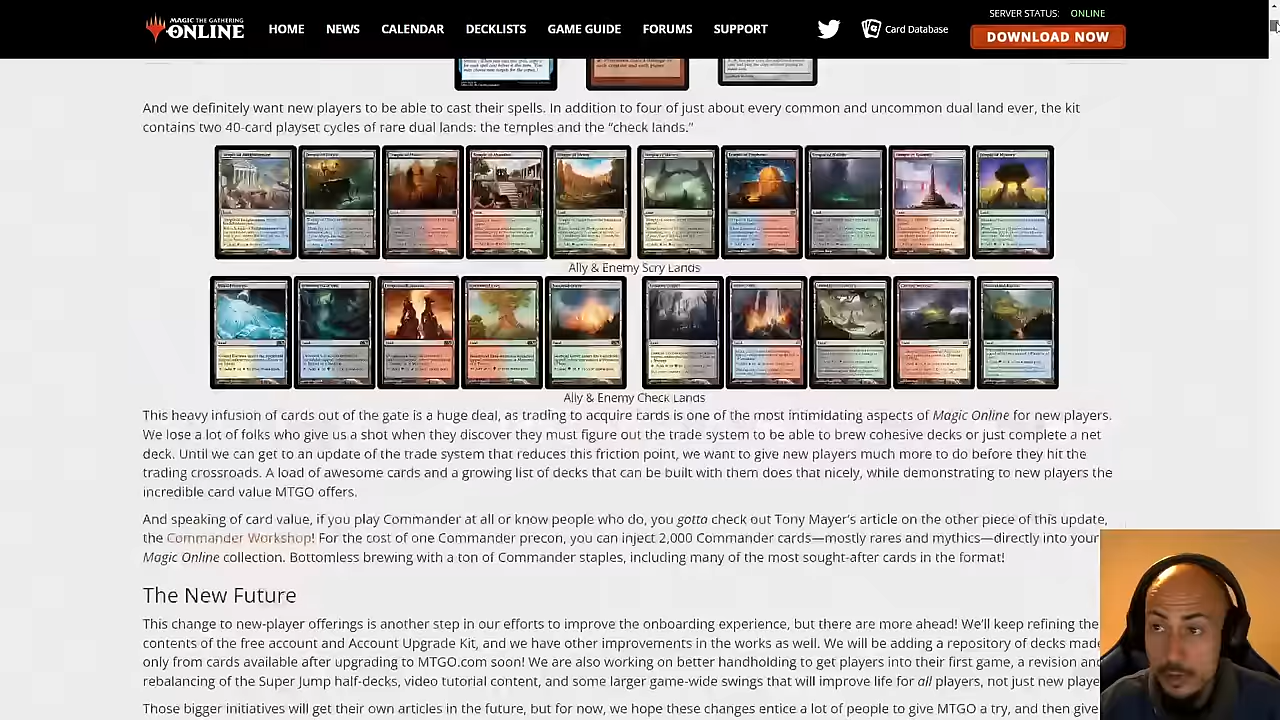 MAGIC THE GATHERING
ONLINE
HOME
NEWS
CALENDAR
DECKLISTS
GAME GUIDE
FORUMS
SUPPORT
Card Database
SERVER STATUS: ONLINE
DOWNLOAD NOW
And we definitely want new players to be able to cast their spells. In addition to four of just about every common and uncommon dual land ever, the kit
contains two 40-card playset cycles of rare dual lands: the temples and the “check lands.”
Ally & Enemy Scry Lands
Ally & Enemy Check Lands
This heavy infusion of cards out of the gate is a huge deal, as trading to acquire cards is one of the most intimidating aspects of Magic Online for new players.
We lose a lot of folks who give us a shot when they discover they must figure out the trade system to be able to brew cohesive decks or just complete a net
deck. Until we can get to an update of the trade system that reduces this friction point, we want to give new players much more to do before they hit the
trading crossroads. A load of awesome cards and a growing list of decks that can be built with them does that nicely, while demonstrating to new players the
incredible card value MTGO offers.
And speaking of card value, if you play Commander at all or know people who do, you gotta check out Tony Mayer’s article on the other piece of this update,
the Commander Workshop! For the cost of one Commander precon, you can inject 2,000 Commander cards—mostly rares and mythics—directly into your
Magic Online collection. Bottomless brewing with a ton of Commander staples, including many of the most sought-after cards in the format!
The New Future
This change to new-player offerings is another step in our efforts to improve the onboarding experience, but there are more ahead! We’ll keep refining the
contents of the free account and Account Upgrade Kit, and we have other improvements in the works as well. We will be adding a repository of decks made
only from cards available after upgrading to MTGO.com soon! We are also working on better handholding to get players into their first game, a revision and
rebalancing of the Super Jump half-decks, video tutorial content, and some larger game-wide swings that will improve life for all players, not just new playe
Those bigger initiatives will get their own articles in the future, but for now, we hope these changes entice a lot of people to give MTGO a try, and then give